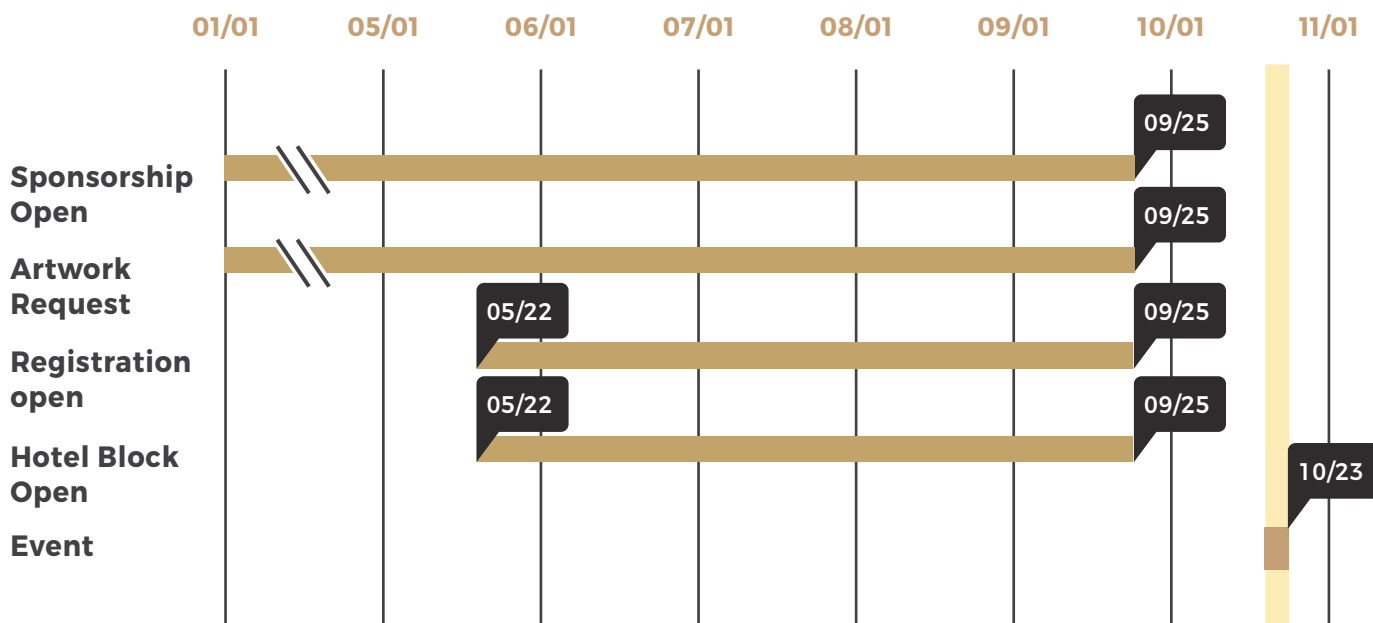 01/01 05/01 06/01 07/01 08/01 09/01 10/01 11/01
09/25
Sponsorship
Open
09/25
Artwork
Request
05/22 09/25
Registration
open
05/22 09/25
Hotel Block
Open
10/23
Event